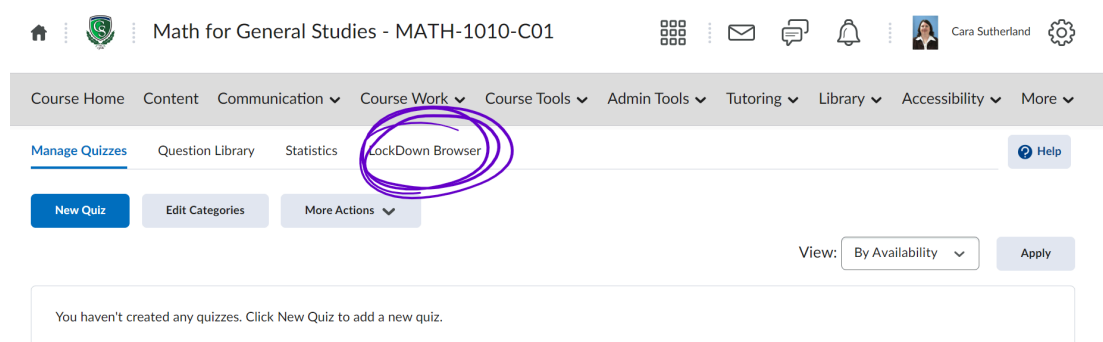 Math for General Studies - MATH-1010-C01 Cara Sutherland
Course Home Content Communication Course Work Course Tools Admin Tools Tutoring Library Accessibility More
Manage Quizzes Question Library Statistics LockDown Browser Help
New Quiz Edit Categories More Actions
View: By Availability Apply
You haven't created any quizzes. Click New Quiz to add a new quiz.